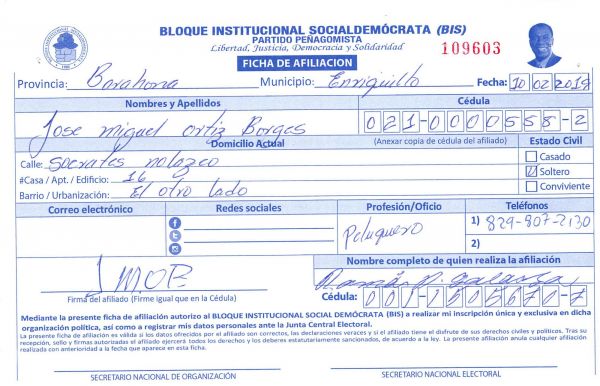 BLOQUE INSTITUCIONAL SOCIALDEMÓCRATA (BIS)
PARTIDO PEÑAGOMISTA
Libertad, Justicia, Democracia y Solidaridad
109603
FICHA DE AFILIACION
Provincia: Barahona Municipio: Enriquillo Fecha: 10 02 2019
Nombres y Apellidos Cédula
Jose miguel ortiz Borges 021-0000558-2
Domicilio Actual (Anexar copia de cédula del afiliado) Estado Civil
Calle: Socrates nolazco
#Casa / Apt. / Edificio: 16
Barrio / Urbanización: El otro lado
Casado
Soltero
Conviviente
Correo electrónico Redes sociales Profesión/Oficio Teléfonos
Peluquero
1) 829-807-2130
2)
Nombre completo de quien realiza la afiliación
JMOB
Ramón
Firma del afiliado (Firme igual que en la Cédula)
Cédula: 001-1505670-7
Mediante la presente ficha de afiliación autorizo al BLOQUE INSTITUCIONAL SOCIAL DEMÓCRATA (BIS) a realizar mi inscripción única y exclusiva en dicha
organización política, así como a registrar mis datos personales ante la Junta Central Electoral.
La presente ficha de afiliación es válida si los datos ofrecidos por el afiliado son correctos, las declaraciones veraces y si el afiliado tiene el disfrute de sus derechos civiles y políticos. Tras su
recepción, sello y firmas autorizadas el afiliado ejercerá todos los derechos y los deberes estatutariamente sancionados, de acuerdo a la ley. La presente afiliación anula cualquier afiliación
realizada con anterioridad a la fecha que aparece en esta ficha.
SECRETARIO NACIONAL DE ORGANIZACIÓN SECRETARIO NACIONAL ELECTORAL